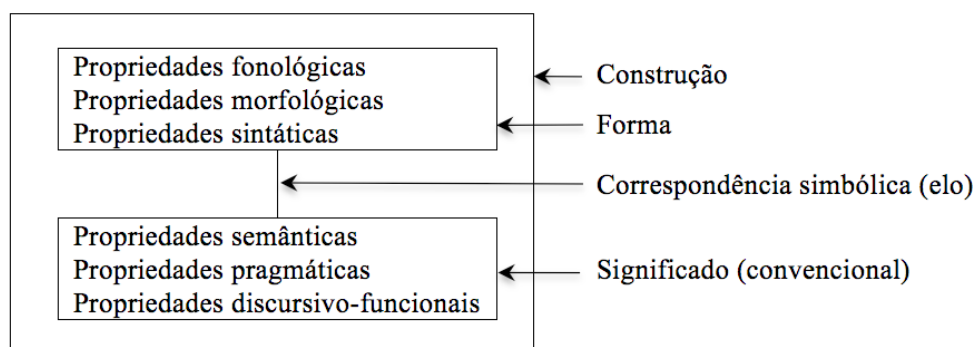 Propriedades fonológicas
Propriedades morfológicas
Propriedades sintáticas
Construção
Forma
Correspondência simbólica (elo)
Propriedades semânticas
Propriedades pragmáticas
Propriedades discursivo-funcionais
Significado (convencional)